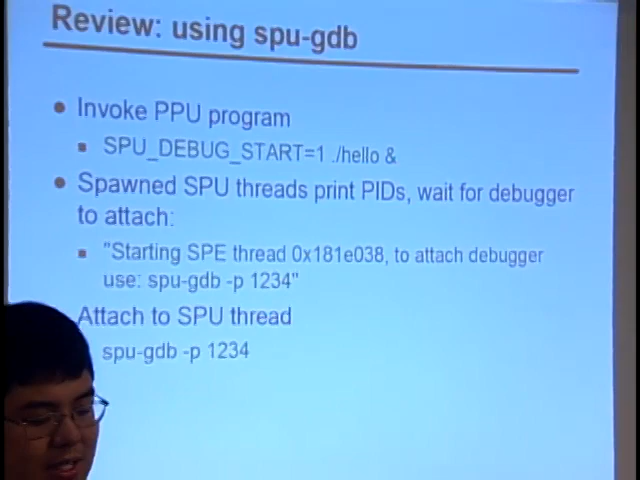 Review: using spu-gdb
Invoke PPU program
SPU_DEBUG_START=1 ./hello &
Spawned SPU threads print PIDs, wait for debugger
to attach:
"Starting SPE thread 0x181e038, to attach debugger
use: spu-gdb -p 1234"
Attach to SPU thread
spu-gdb -p 1234